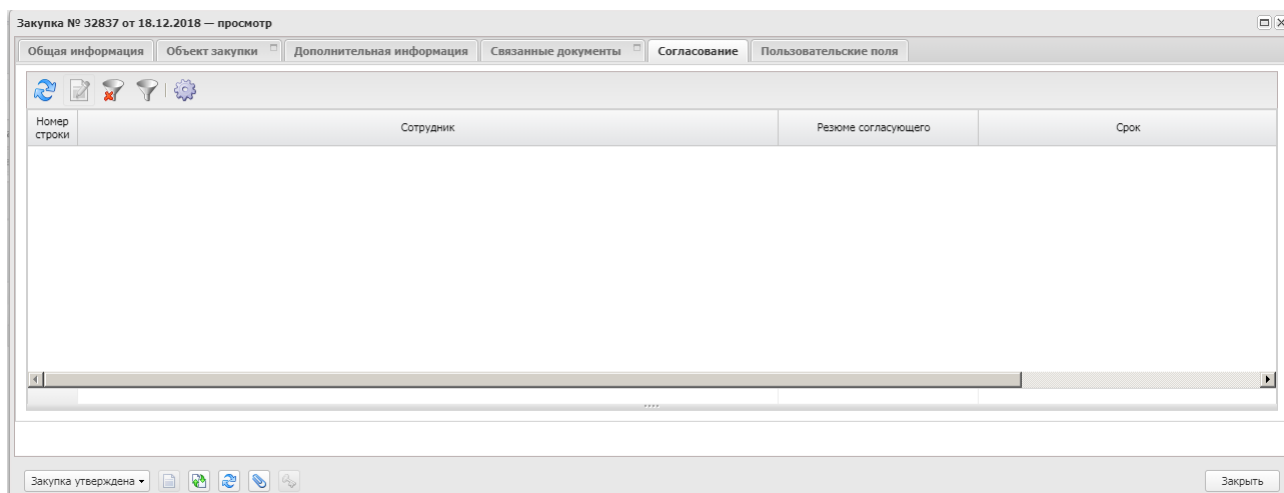 Закупка № 32837 от 18.12.2018 — просмотр
Общая информация Объект закупки Дополнительная информация Связанные документы Согласование Пользовательские поля
Номер строки Сотрудник Резюме согласующего Срок
Закупка утверждена Закрыть